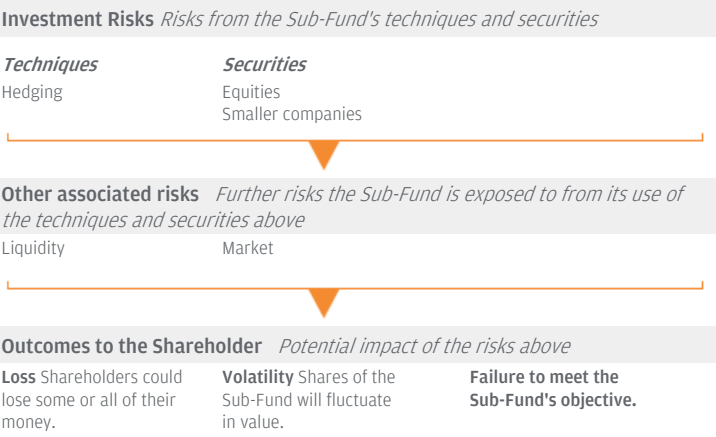 Investment Risks Risks from the Sub-Fund's techniques and securities
Techniques Securities
Hedging Equities
Smaller companies
Other associated risks Further risks the Sub-Fund is exposed to from its use of
the techniques and securities above
Liquidity Market
Outcomes to the Shareholder Potential impact of the risks above
Loss Shareholders could
lose some or all of their
money.
Volatility Shares of the
Sub-Fund will fluctuate
in value.
Failure to meet the
Sub-Fund's objective.